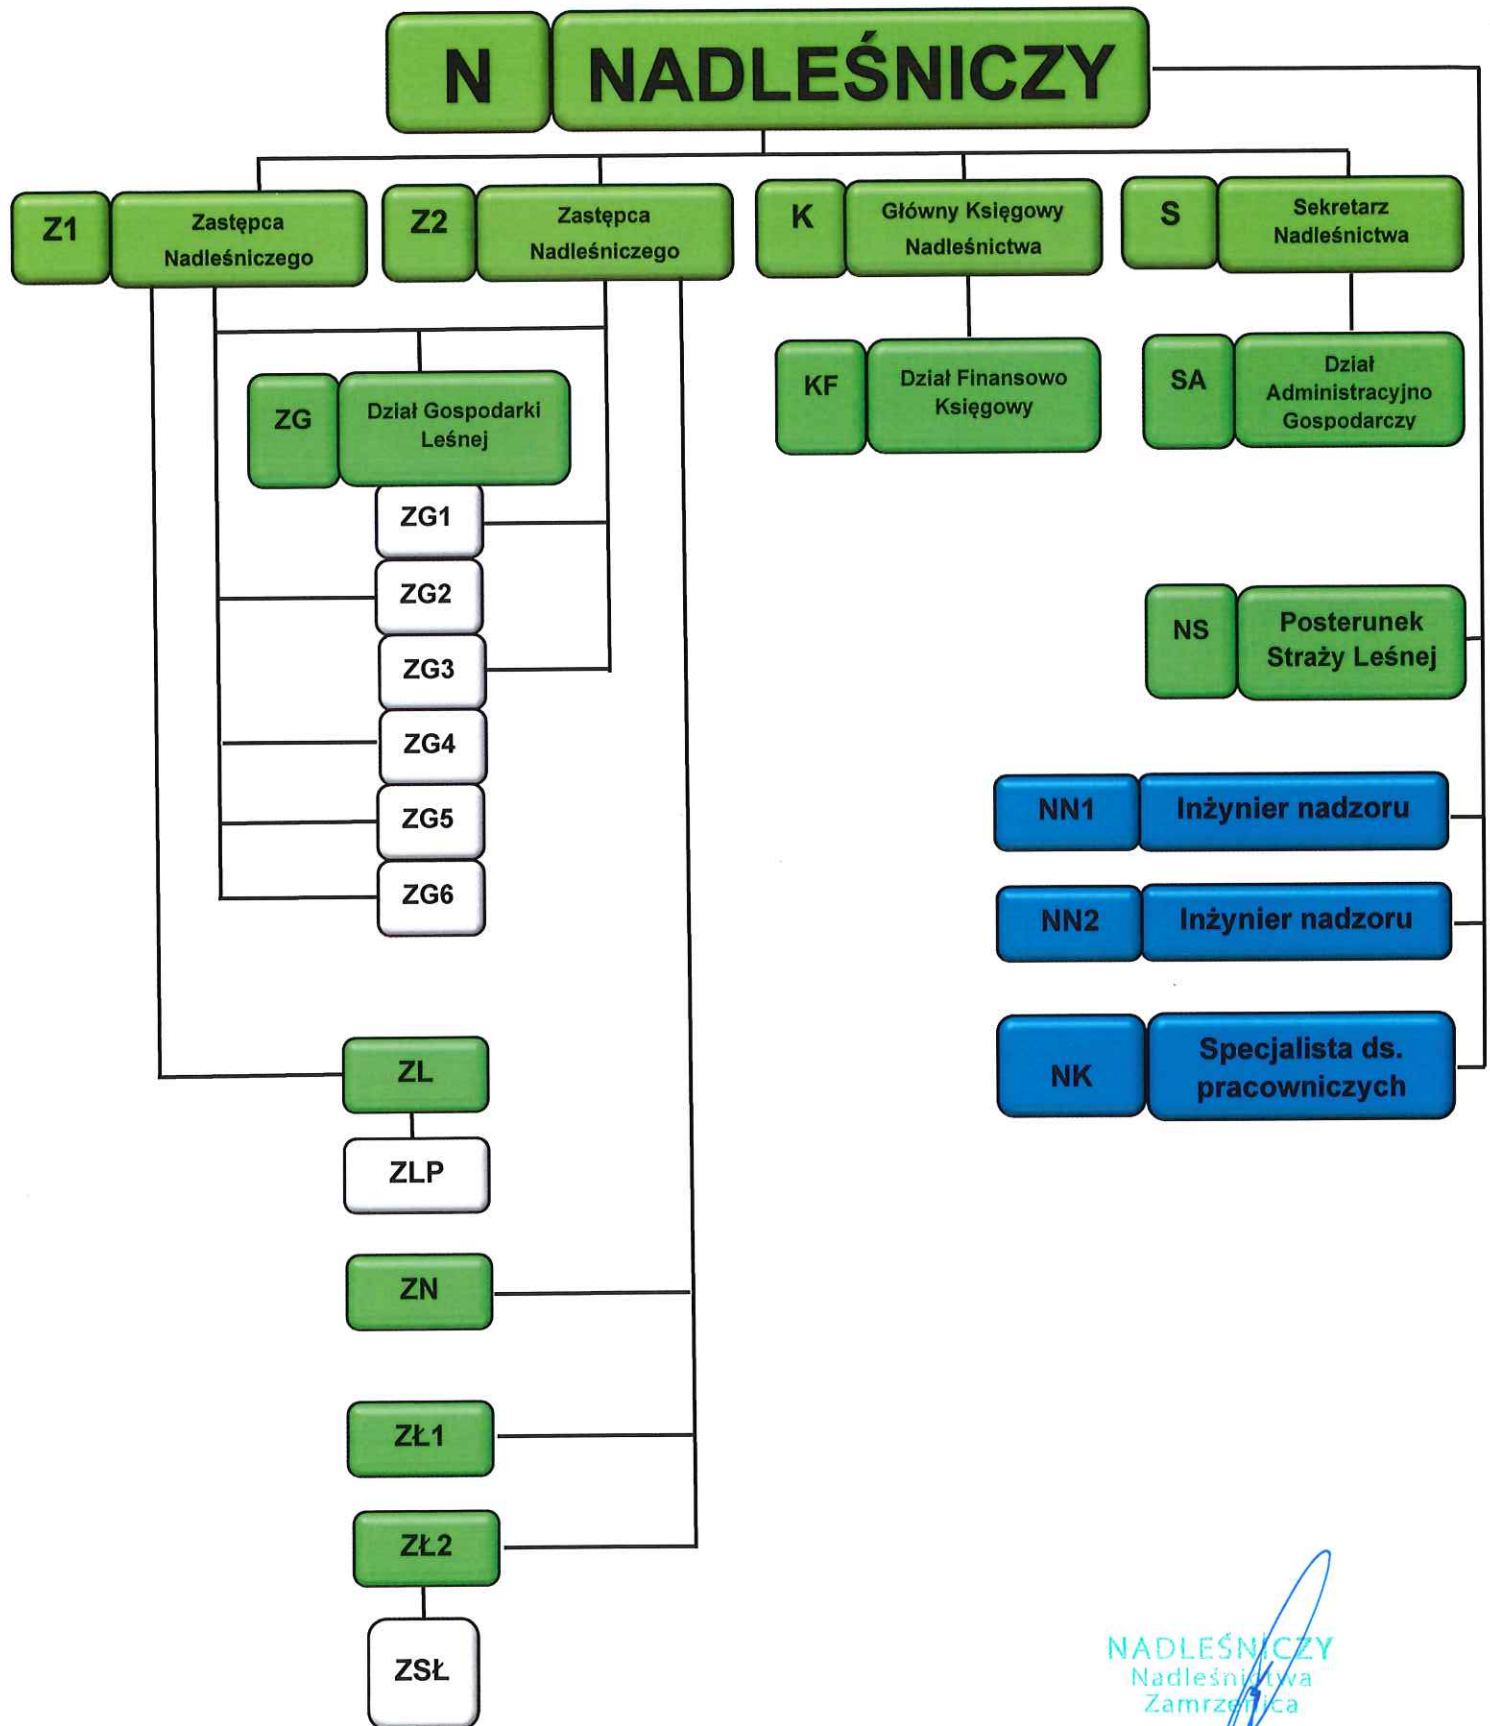 N NADLEŚNICZY
Z1 Zastępca
Nadleśniczego
Z2 Zastępca
Nadleśniczego
K Główny Księgowy
Nadleśnictwa
S Sekretarz
Nadleśnictwa
ZG Dział Gospodarki
Leśnej
KF Dział Finansowo
Księgowy
SA Dział
Administracyjno
Gospodarczy
ZG1
ZG2
ZG3
ZG4
ZG5
ZG6
NS Posterunek
Straży Leśnej
NN1 Inżynier nadzoru
NN2 Inżynier nadzoru
NK Specjalista ds.
pracowniczych
ZL
ZLP
ZN
ZŁ1
ZŁ2
ZSŁ
NADLEŚNICZY
Nadleśnictwa
Zamrzenica